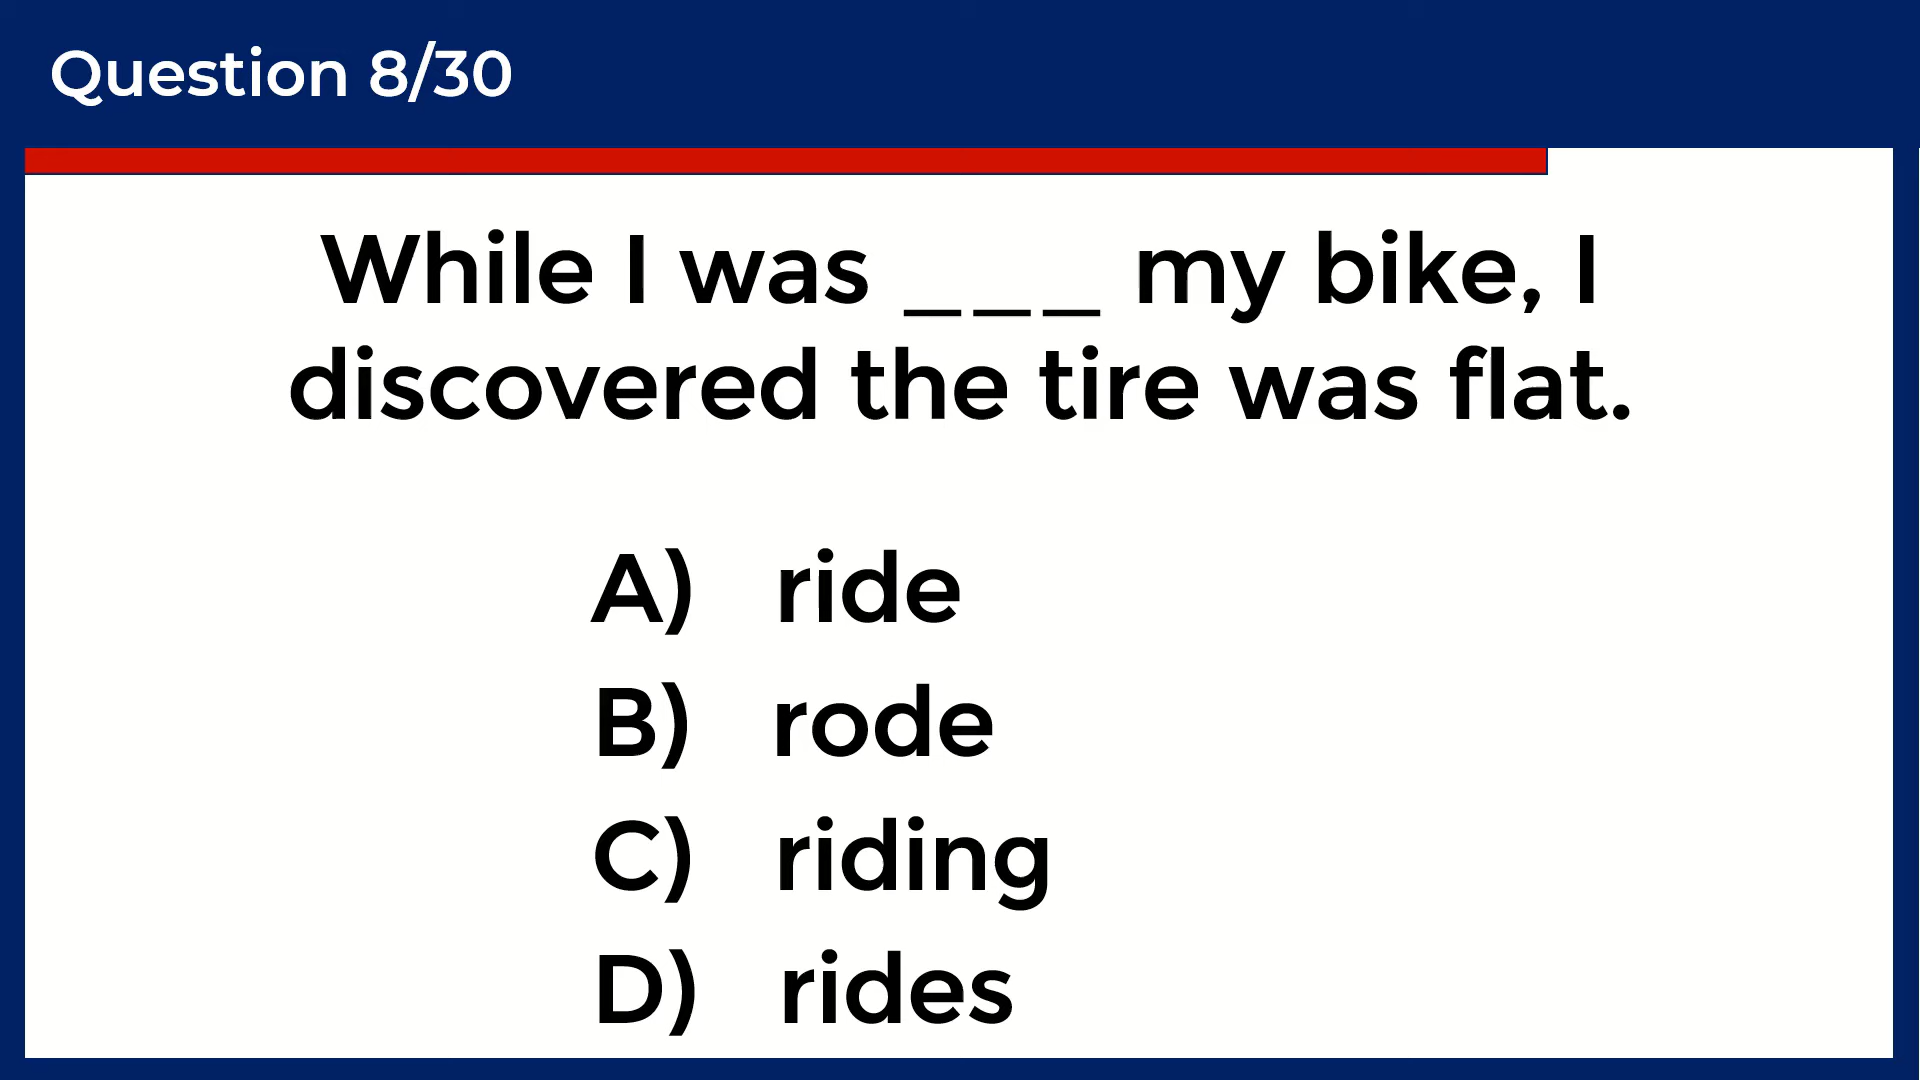 Question 8/30
While I was ___ my bike, I
discovered the tire was flat.
A) ride
B) rode
C) riding
D) rides